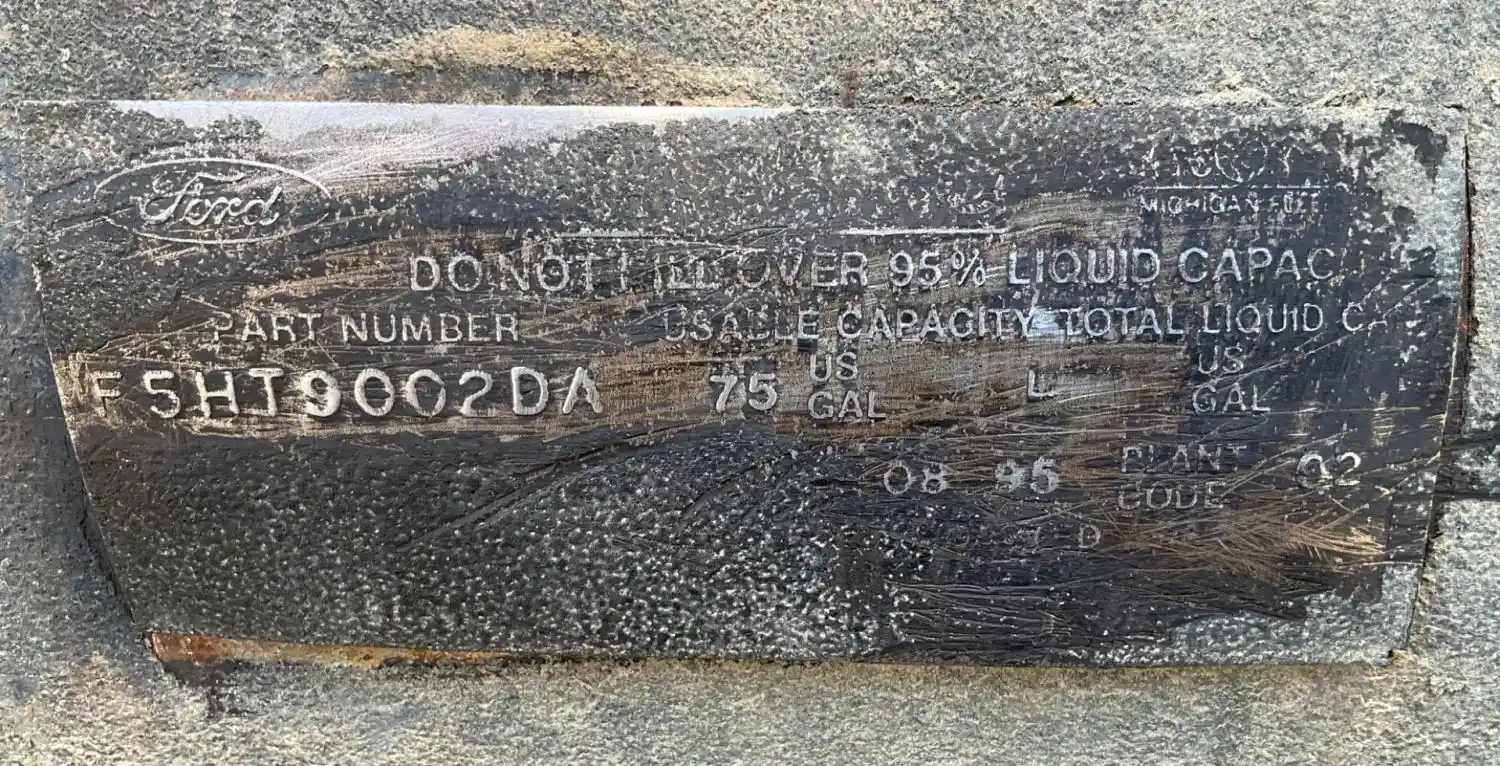 Ford
MICHIGAN
DO NOT FILL OVER 95% LIQUID CAPAC
PART NUMBER USABLE CAPACITY TOTAL LIQUID CA
F5HT9002DA 75 US GAL L US GAL
08 95 PLANT CODE 02